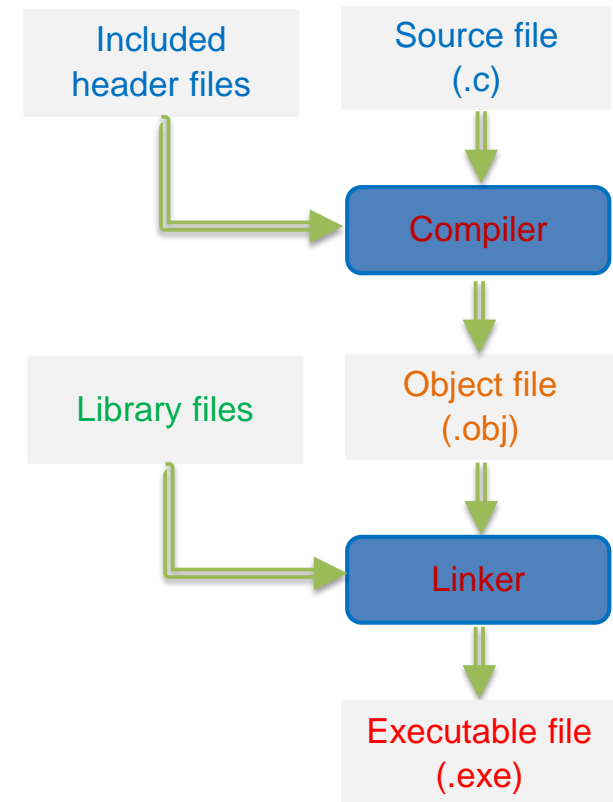 Included
header files
Source file
(.c)
Compiler
Library files
Object file
(.obj)
Linker
Executable file
(.exe)